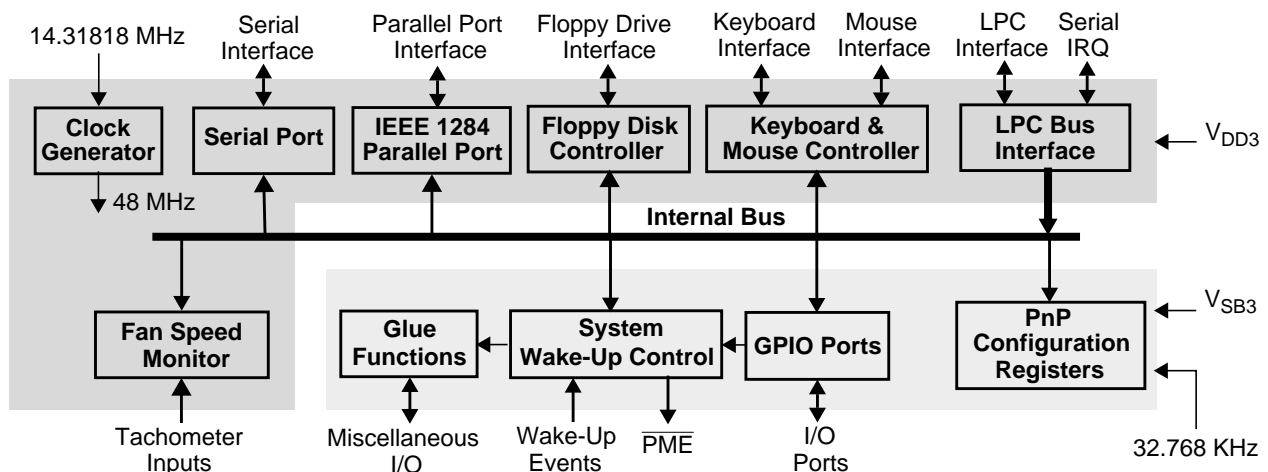 14.31818 MHz
Serial
Interface
Parallel Port
Interface
Floppy Drive
Interface
Keyboard
Interface
Mouse
Interface
LPC
Interface
Serial
IRQ
Clock
Generator
Serial Port
IEEE 1284
Parallel Port
Floppy Disk
Controller
Keyboard &
Mouse Controller
LPC Bus
Interface
VDD3
48 MHz
Internal Bus
Fan Speed
Monitor
Glue
Functions
System
Wake-Up Control
GPIO Ports
PnP
Configuration
Registers
VSB3
Tachometer
Inputs
Miscellaneous
I/O
Wake-Up
Events
PME
I/O
Ports
32.768 KHz